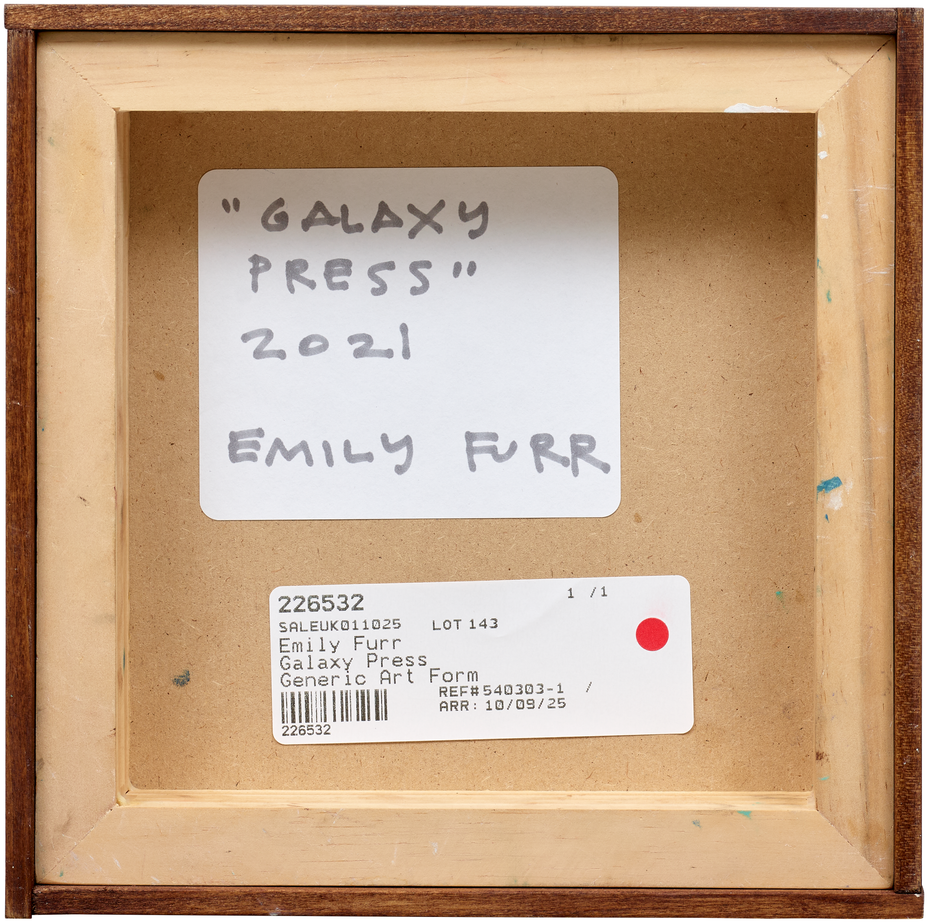 "GALAXY
PRESS"
2021
EMILY FURR
226532 1 /1
SALEUK011025 LOT 143
Emily Furr
Galaxy Press
Generic Art Form
REF#540303-1 /
ARR: 10/09/25
226532